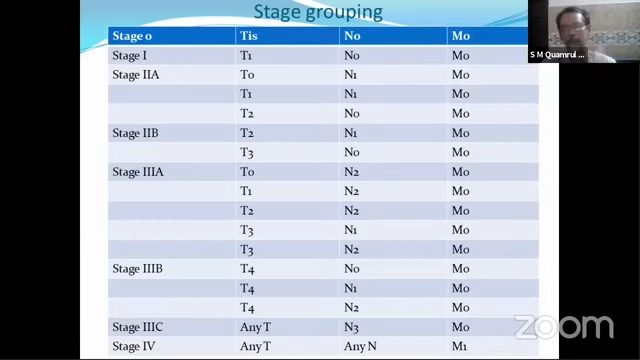 Stage grouping
Stage 0 Tis N0 M0
Stage I T1 N0 M0
Stage IIA T0 N1 M0
T1 N1 M0
T2 N0 M0
Stage IIB T2 N1 M0
T3 N0 M0
Stage IIIA T0 N2 M0
T1 N2 M0
T2 N2 M0
T3 N1 M0
T3 N2 M0
Stage IIIB T4 N0 M0
T4 N1 M0
T4 N2 M0
Stage IIIC Any T N3 M0
Stage IV Any T Any N M1
S M Quamrul ...
zoom